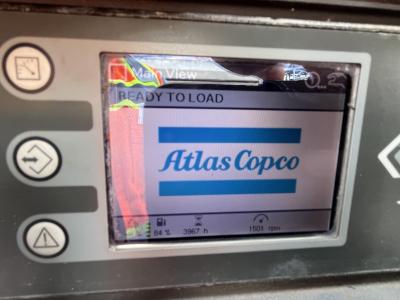 Main View
READY TO LOAD
Atlas Copco
84 % 3967 h 1501 rpm